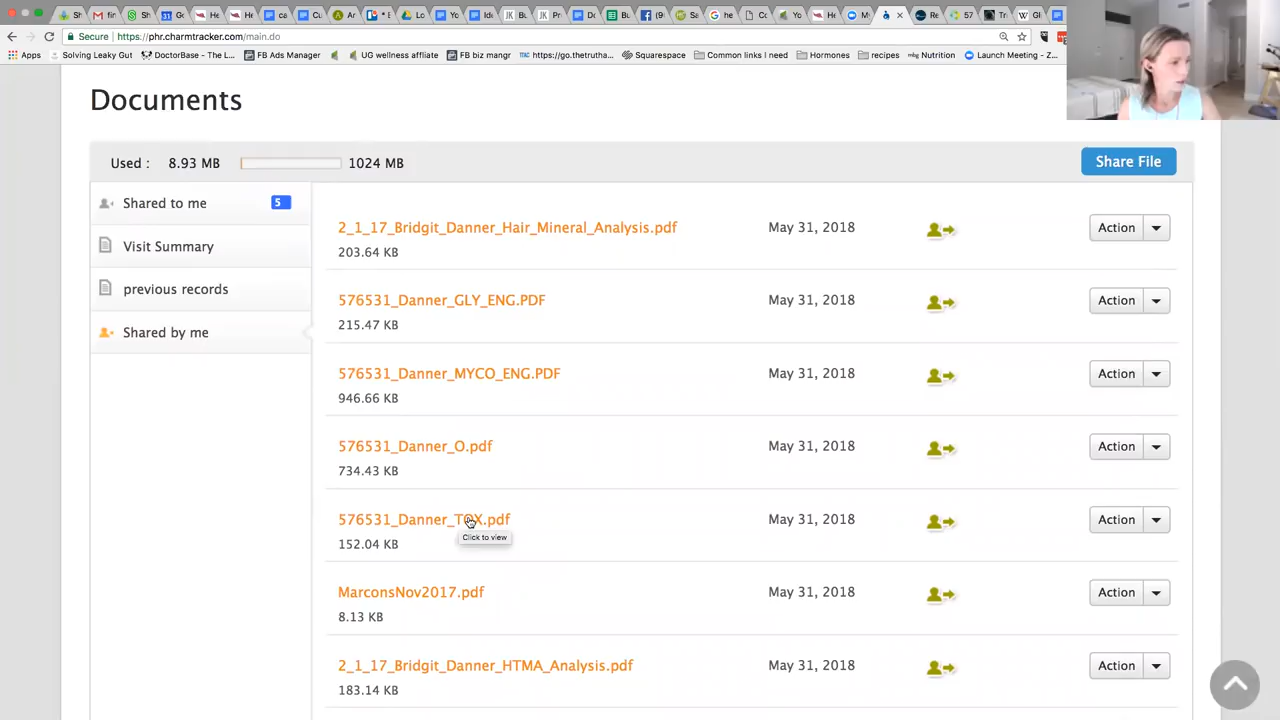 Secure https://phr.charmtracker.com/main.do
Apps Solving Leaky Gut DoctorBase - The L... FB Ads Manager UG wellness affliate FB biz mangr https://go.thetrutha... Squarespace Common links I need Hormones recipes Nutrition Launch Meeting - Z...
Documents
Used : 8.93 MB 1024 MB Share File
Shared to me 5
Visit Summary
previous records
Shared by me
2_1_17_Bridgit_Danner_Hair_Mineral_Analysis.pdf May 31, 2018 Action
203.64 KB
576531_Danner_GLY_ENG.PDF May 31, 2018 Action
215.47 KB
576531_Danner_MYCO_ENG.PDF May 31, 2018 Action
946.66 KB
576531_Danner_O.pdf May 31, 2018 Action
734.43 KB
576531_Danner_TOX.pdf May 31, 2018 Action
Click to view
152.04 KB
MarconsNov2017.pdf May 31, 2018 Action
8.13 KB
2_1_17_Bridgit_Danner_HTMA_Analysis.pdf May 31, 2018 Action
183.14 KB